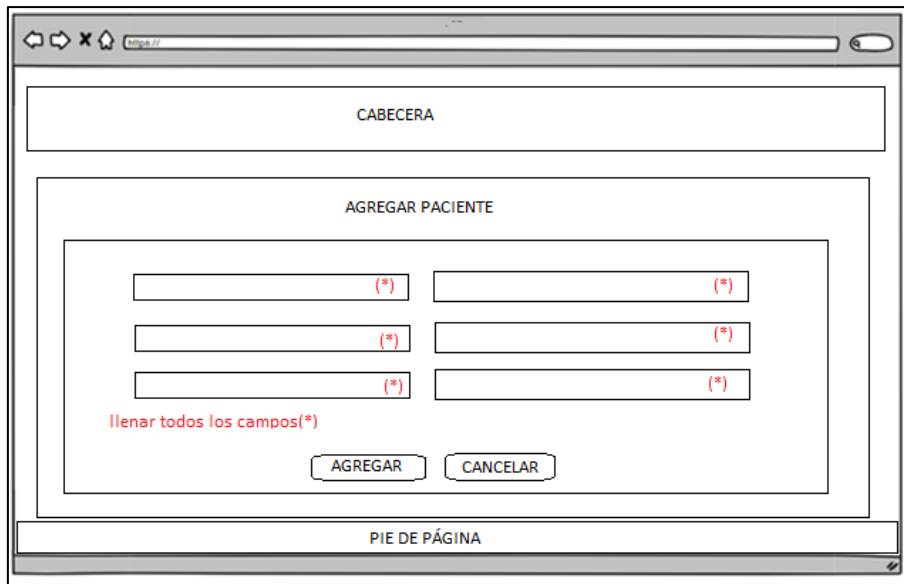 https://
CABECERA
AGREGAR PACIENTE
(*) (*)
(*) (*)
(*) (*)
llenar todos los campos(*)
AGREGAR CANCELAR
PIE DE PÁGINA